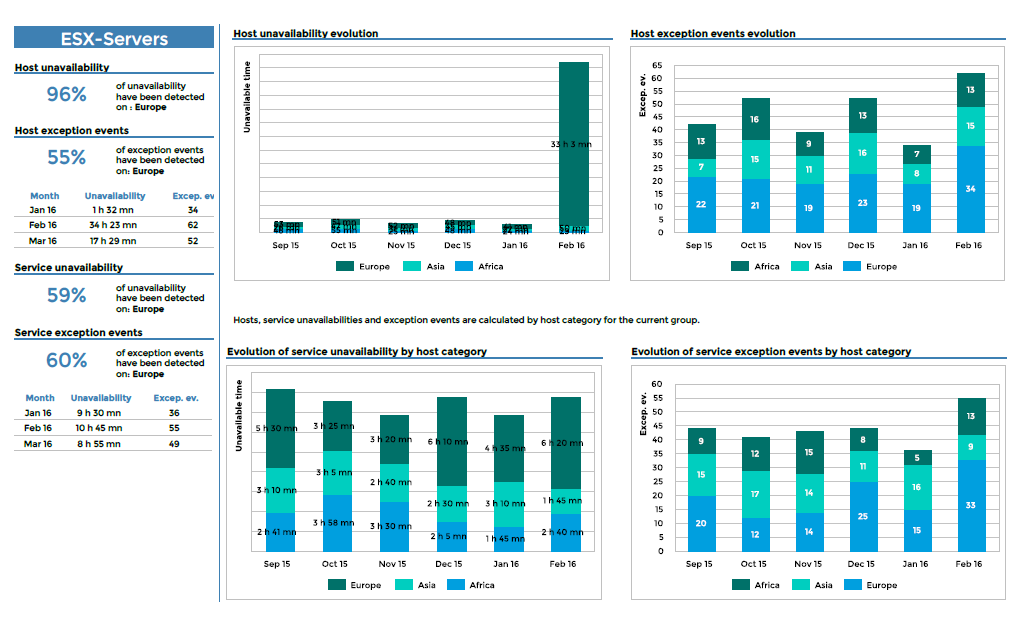 ESX-Servers
Host unavailability
96%
of unavailability
have been detected
on : Europe
Host exception events
55%
of exception events
have been detected
on: Europe
Month Unavailability Excep. ev
Jan 16 1 h 32 mn 34
Feb 16 34 h 23 mn 62
Mar 16 17 h 29 mn 52
Service unavailability
59%
of unavailability
have been detected
on: Europe
Service exception events
60%
of exception events
have been detected
on: Europe
Month Unavailability Excep. ev.
Jan 16 9 h 30 mn 36
Feb 16 10 h 45 mn 55
Mar 16 8 h 55 mn 49
Host unavailability evolution
Unavailable time
33 h 3 mn
Sep 15 Oct 15 Nov 15 Dec 15 Jan 16 Feb 16
Europe Asia Africa
Host exception events evolution
Excep. ev.
65
60
55
50
45
40
35
30
25
20
15
10
5
0
13 16 9 13 7 13
7 15 11 16 8 15
22 21 19 23 19 34
Sep 15 Oct 15 Nov 15 Dec 15 Jan 16 Feb 16
Africa Asia Europe
Hosts, service unavailabilities and exception events are calculated by host category for the current group.
Evolution of service unavailability by host category
Unavailable time
5 h 30 mn 3 h 25 mn 3 h 20 mn 6 h 10 mn 4 h 35 mn 6 h 20 mn
3 h 10 mn 3 h 5 mn 2 h 40 mn 2 h 30 mn 3 h 10 mn 1 h 45 mn
2 h 41 mn 3 h 58 mn 3 h 30 mn 2 h 5 mn 1 h 45 mn 2 h 40 mn
Sep 15 Oct 15 Nov 15 Dec 15 Jan 16 Feb 16
Europe Asia Africa
Evolution of service exception events by host category
Excep. ev.
60
55
50
45
40
35
30
25
20
15
10
5
0
9 12 15 8 5 13
15 17 14 11 16 9
20 12 14 25 15 33
Sep 15 Oct 15 Nov 15 Dec 15 Jan 16 Feb 16
Africa Asia Europe